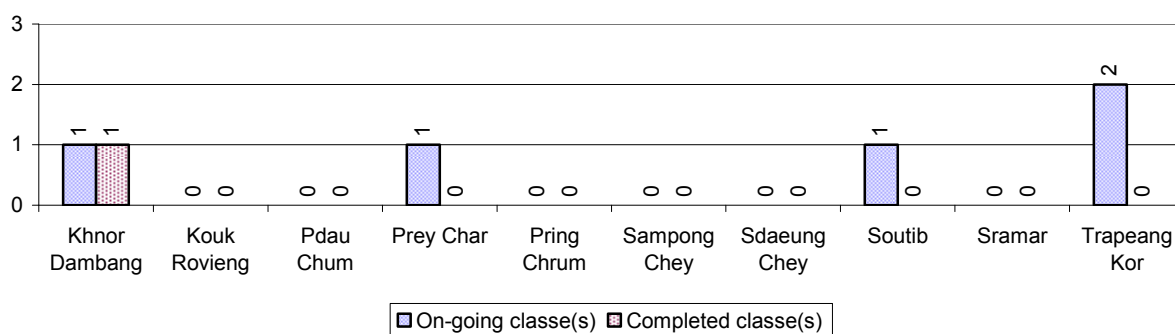 3
2
1
0
1 1 0 0 0 0 1 0 0 0 0 0 0 0 1 0 0 0 2 0
Khnor Kouk Pdau Prey Char Pring Sampong Sdaeung Soutib Sramar Trapeang
Dambang Rovieng Chum Chrum Chey Chey Kor
On-going classe(s) Completed classe(s)